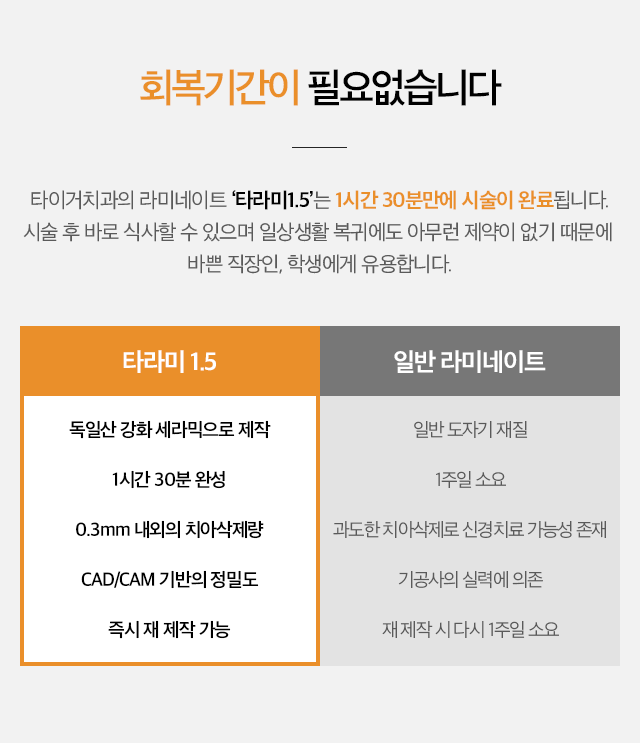 회복기간이 필요없습니다
타이거치과의 라미네이트 ‘타라미1.5’는 1시간 30분만에 시술이 완료됩니다.
시술 후 바로 식사할 수 있으며 일상생활 복귀에도 아무런 제약이 없기 때문에
바쁜 직장인, 학생에게 유용합니다.
타라미 1.5
일반 라미네이트
독일산 강화 세라믹으로 제작
일반 도자기 재질
1시간 30분 완성
1주일 소요
0.3mm 내외의 치아삭제량
과도한 치아삭제로 신경치료 가능성 존재
CAD/CAM 기반의 정밀도
기공사의 실력에 의존
즉시 재 제작 가능
재 제작 시 다시 1주일 소요